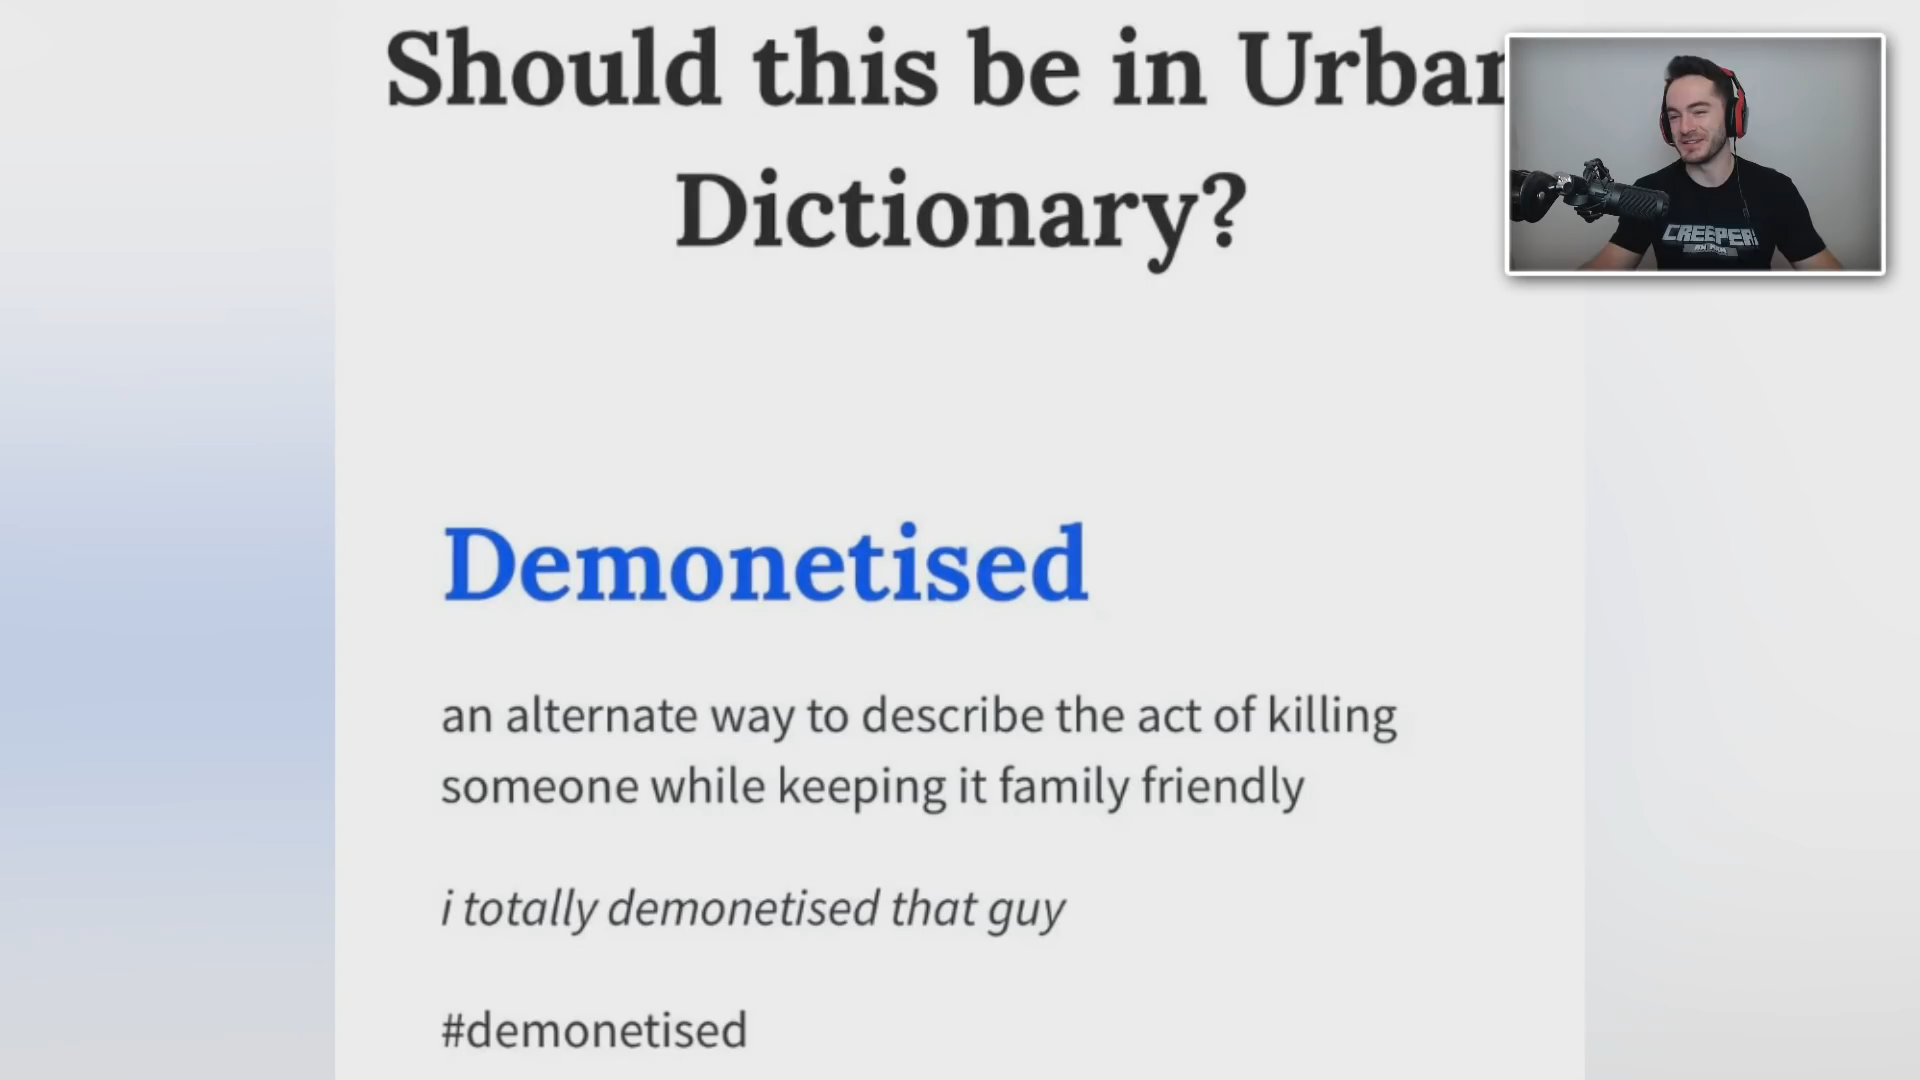 Should this be in Urban
Dictionary?
CREEPER
Demonetised
an alternate way to describe the act of killing
someone while keeping it family friendly
i totally demonetised that guy
#demonetised